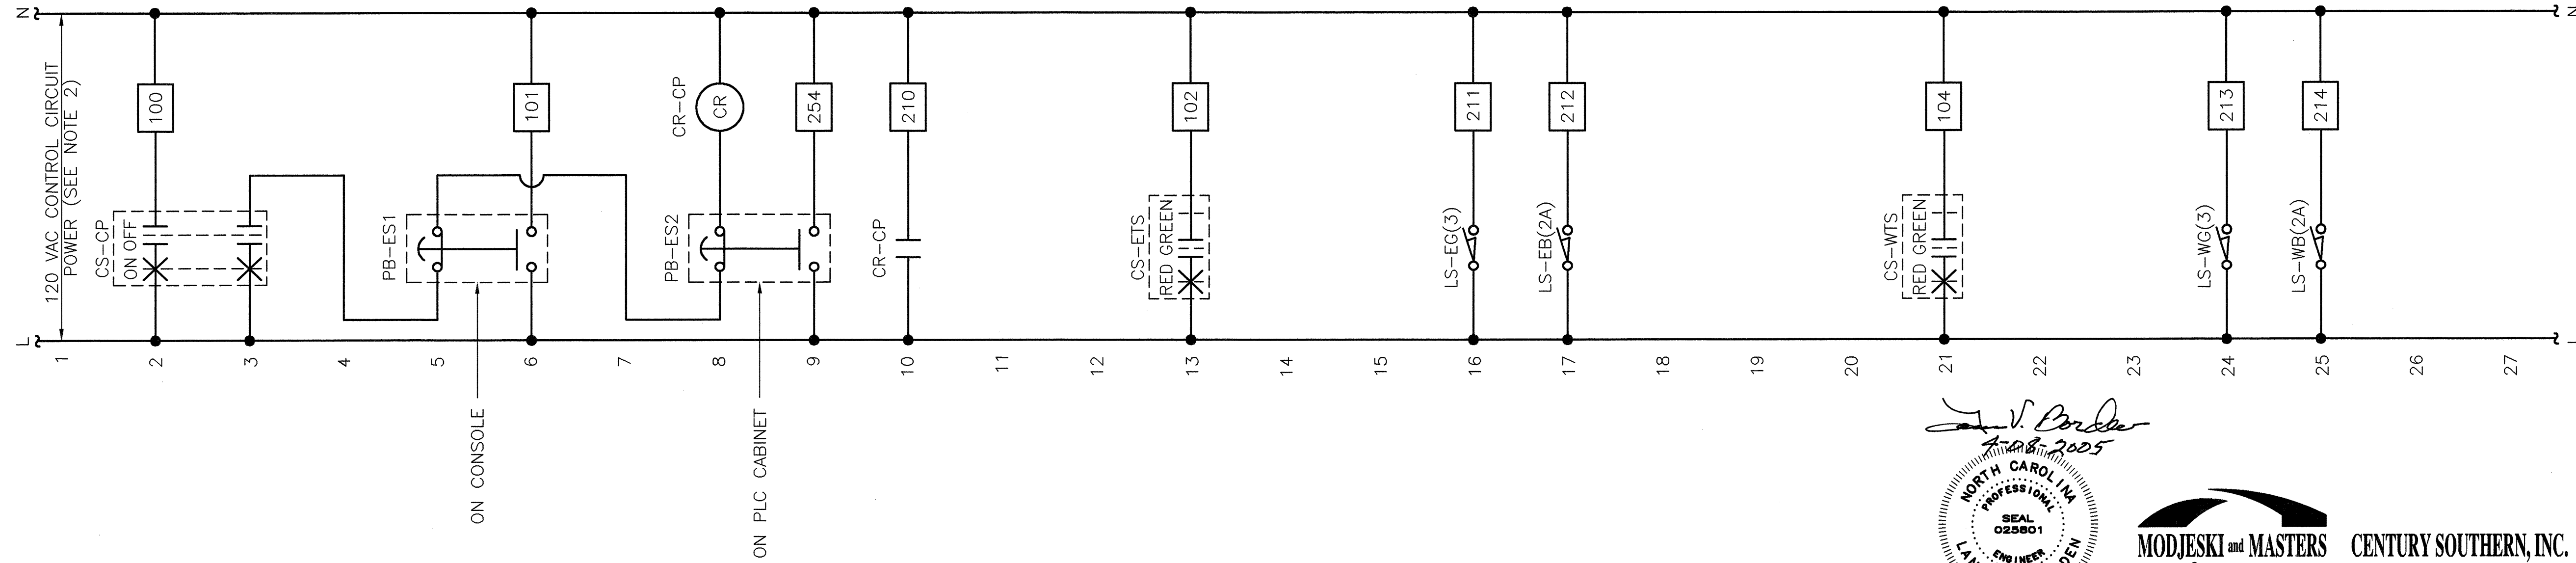 L
N
1
120 VAC CONTROL CIRCUIT
POWER (SEE NOTE 2)
2
CS-CP
ON OFF
100
3
4
5
PB-ES1
ON CONSOLE
6
101
7
8
PB-ES2
CR-CP
CR
ON PLC CABINET
9
254
10
CR-CP
210
11
12
13
CS-ETS
RED GREEN
102
14
15
16
LS-EG(3)
211
17
LS-EB(2A)
212
18
19
20
21
CS-WTS
RED GREEN
104
22
23
24
LS-WG(3)
213
25
LS-WB(2A)
214
26
27
L
N
4-08-2005
NORTH CAROLINA
PROFESSIONAL
SEAL
025801
ENGINEER
MODJESKI and MASTERS
CENTURY SOUTHERN, INC.